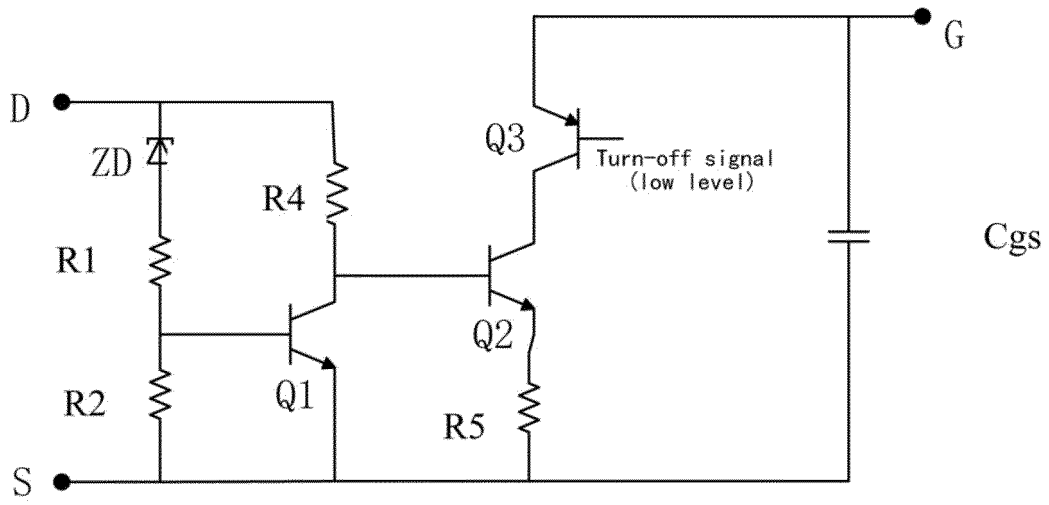 G
D
Q3
ZD
Turn-off signal
(low level)
R4
R1
Cgs
Q2
R2
Q1
R5
S